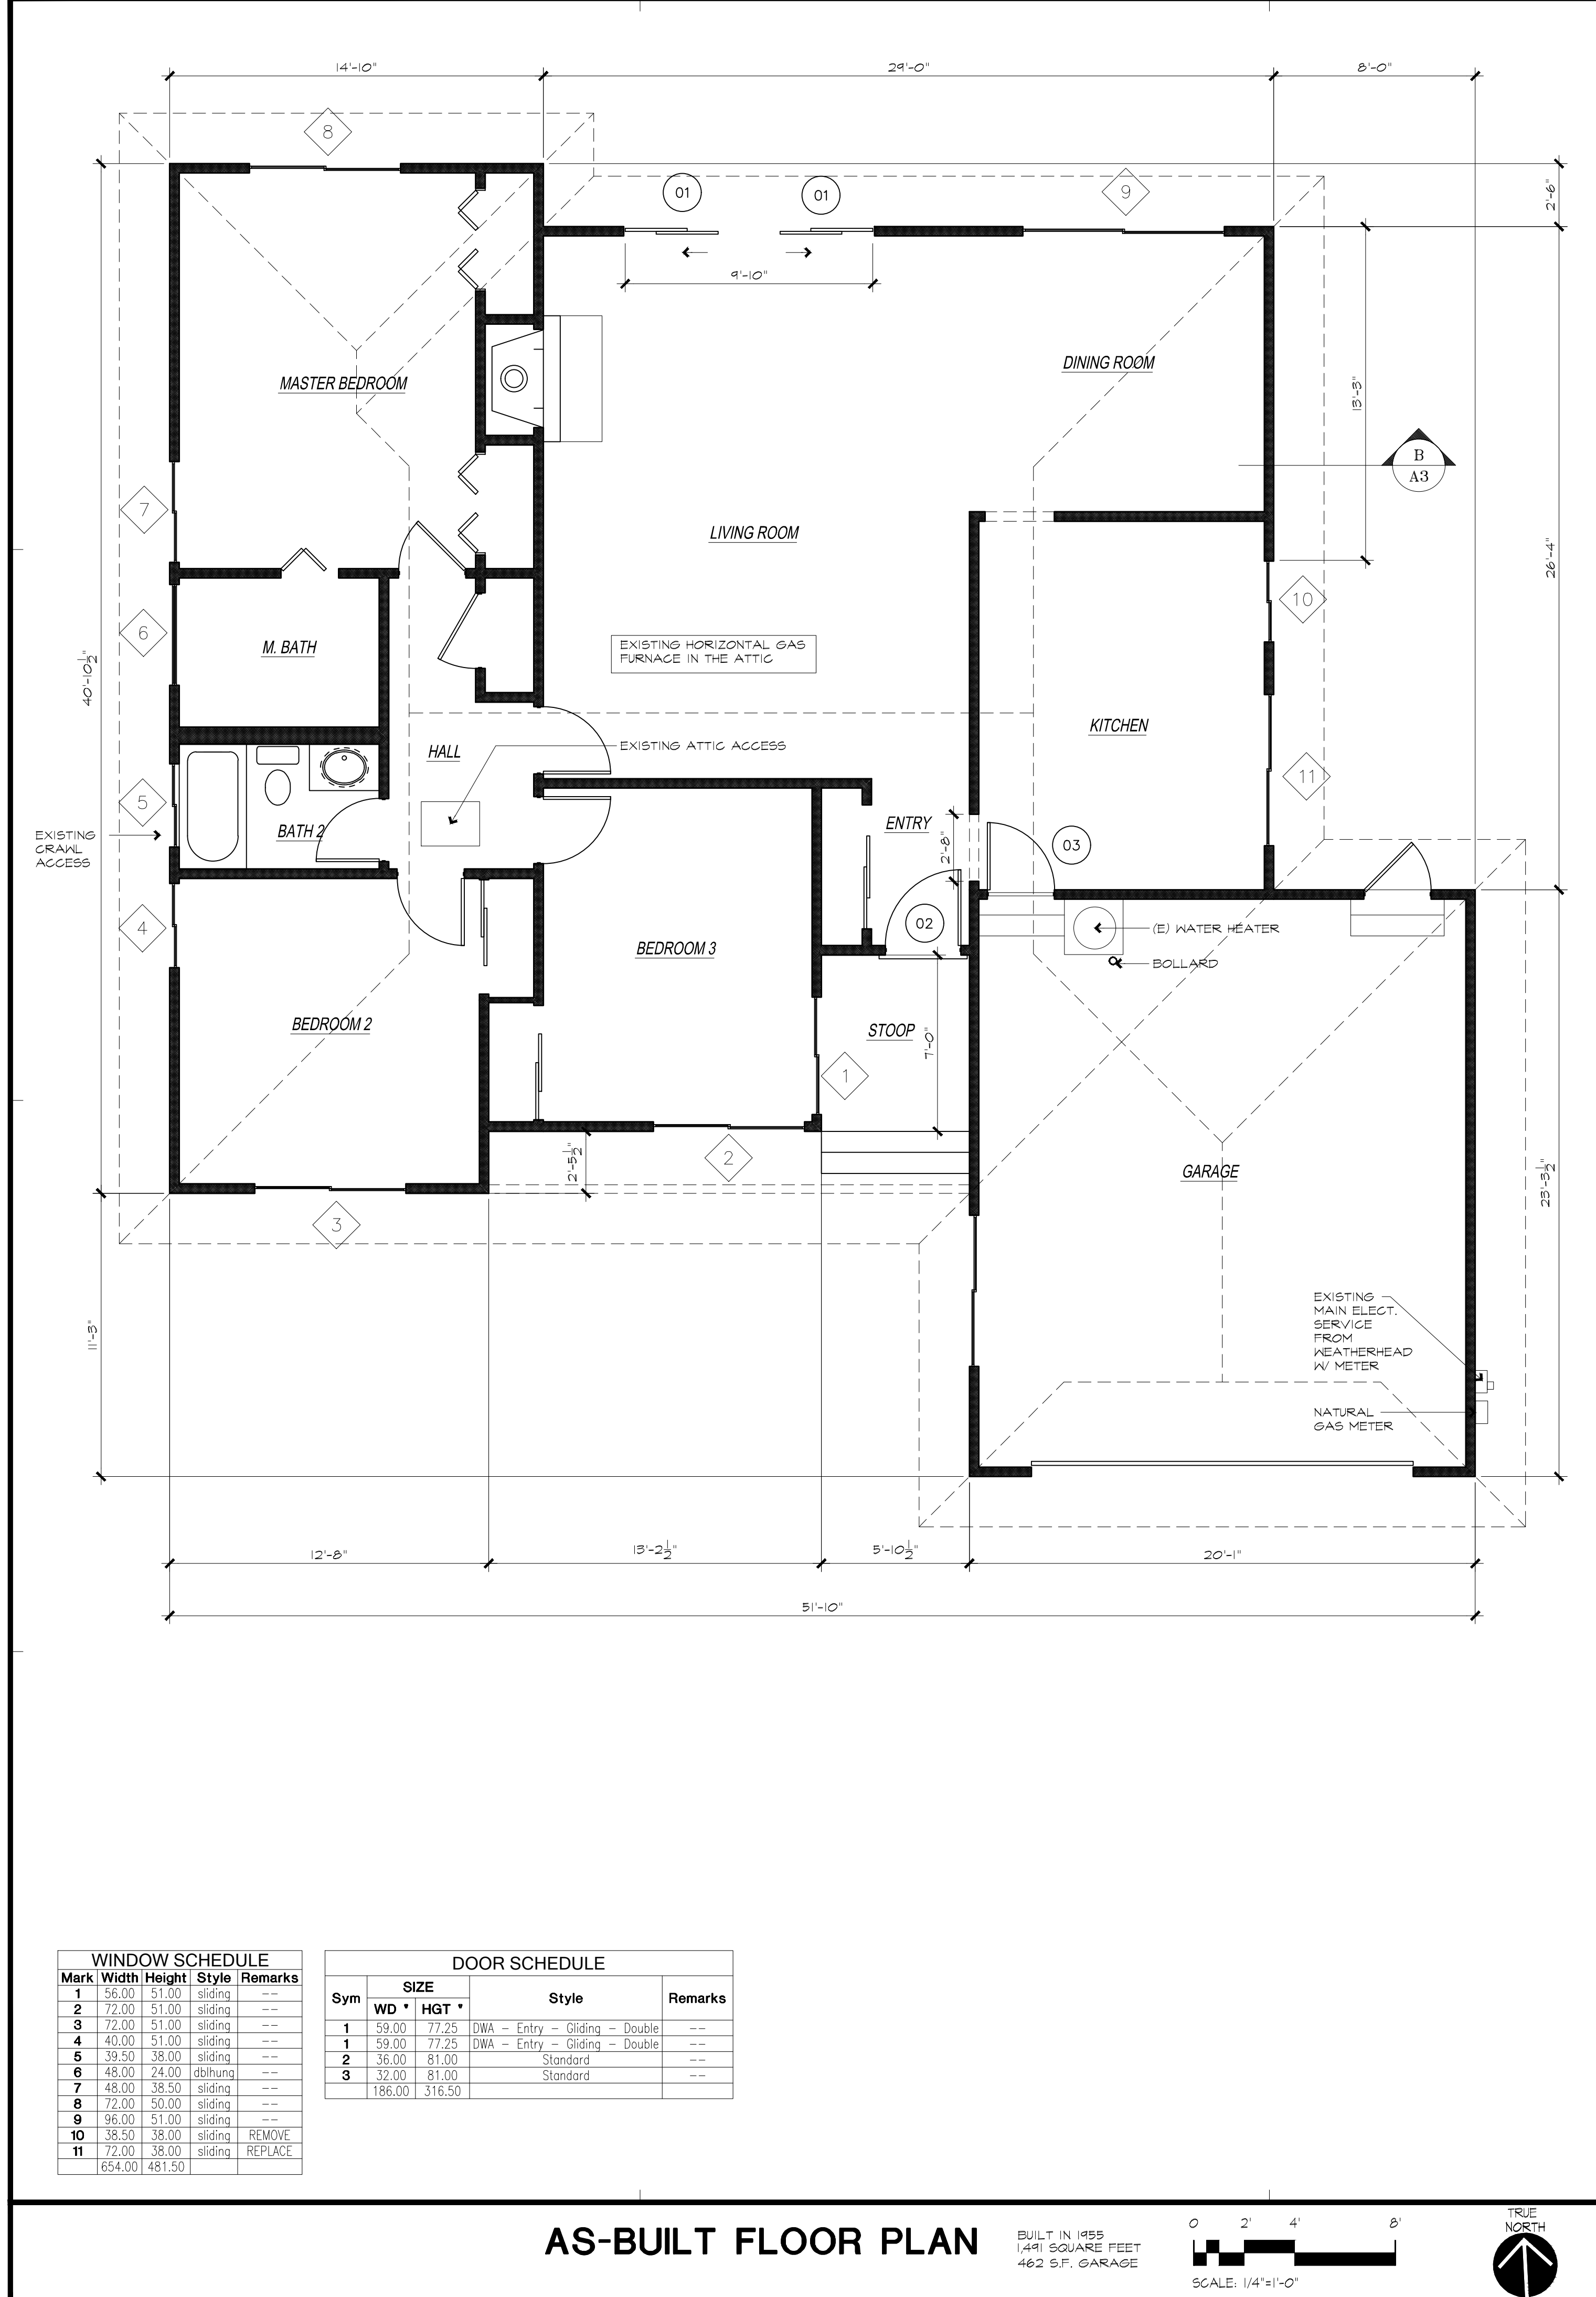 14'-10"
29'-0"
8'-0"
8
01
01
9
2'-6"
9'-10"
MASTER BEDROOM
DINING ROOM
13'-3"
B
A3
7
LIVING ROOM
26'-4"
10
6
M. BATH
EXISTING HORIZONTAL GAS
FURNACE IN THE ATTIC
40'-10 1/2"
KITCHEN
HALL
EXISTING ATTIC ACCESS
11
5
BATH 2
ENTRY
2'-8"
03
EXISTING
CRAWL
ACCESS
4
02
(E) WATER HEATER
BEDROOM 3
BOLLARD
BEDROOM 2
STOOP
7'-0"
1
2
2'-5 1/2"
GARAGE
23'-3 1/2"
3
EXISTING
MAIN ELECT.
SERVICE
FROM
WEATHERHEAD
W/ METER
11'-3"
NATURAL
GAS METER
12'-8"
13'-2 1/2"
5'-10 1/2"
20'-1"
51'-10"
WINDOW SCHEDULE
Mark Width Height Style Remarks
1 56.00 51.00 sliding --
2 72.00 51.00 sliding --
3 72.00 51.00 sliding --
4 40.00 51.00 sliding --
5 39.50 38.00 sliding --
6 48.00 24.00 dblhung --
7 48.00 38.50 sliding --
8 72.00 50.00 sliding --
9 96.00 51.00 sliding --
10 38.50 38.00 sliding REMOVE
11 72.00 38.00 sliding REPLACE
654.00 481.50
DOOR SCHEDULE
Sym SIZE Style Remarks
WD " HGT "
1 59.00 77.25 DWA - Entry - Gliding - Double --
1 59.00 77.25 DWA - Entry - Gliding - Double --
2 36.00 81.00 Standard --
3 32.00 81.00 Standard --
186.00 316.50
AS-BUILT FLOOR PLAN
BUILT IN 1955
1,491 SQUARE FEET
462 S.F. GARAGE
0 2' 4' 8'
SCALE: 1/4"=1'-0"
TRUE
NORTH